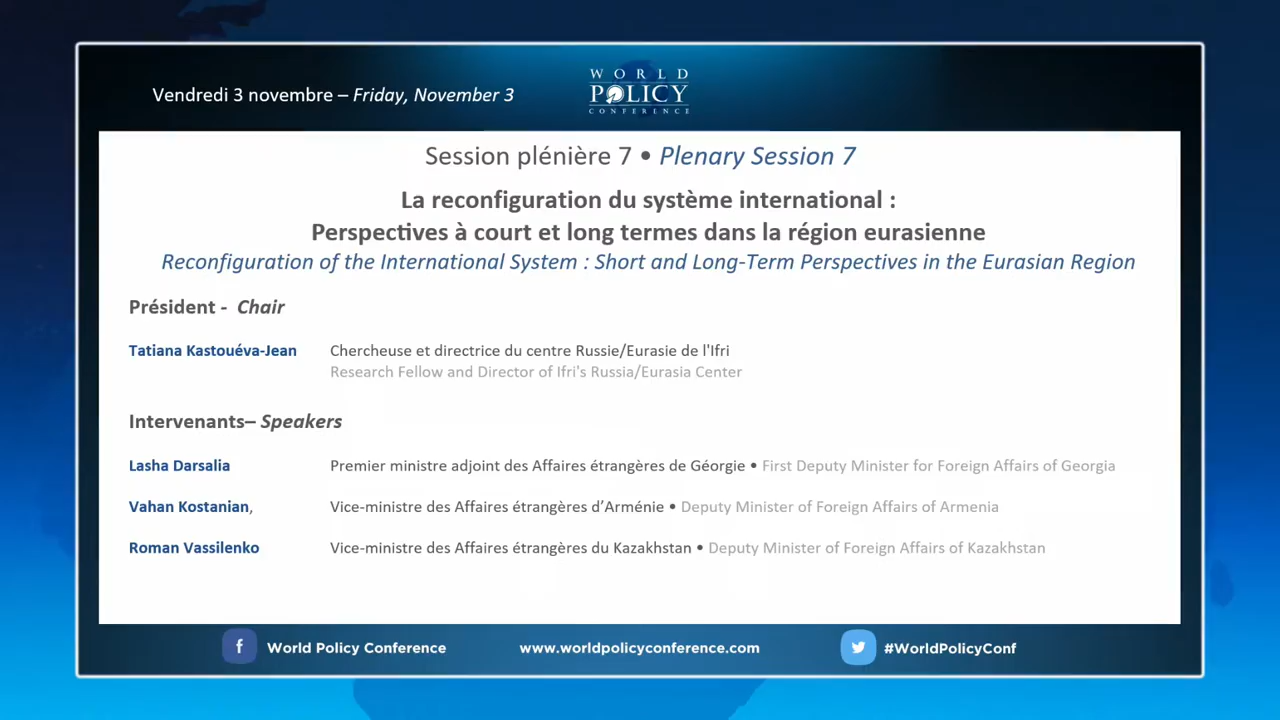 Vendredi 3 novembre – Friday, November 3
WORLD
POLICY
CONFERENCE
Session plénière 7 • Plenary Session 7
La reconfiguration du système international :
Perspectives à court et long termes dans la région eurasienne
Reconfiguration of the International System : Short and Long-Term Perspectives in the Eurasian Region
Président - Chair
Tatiana Kastouéva-Jean Chercheuse et directrice du centre Russie/Eurasie de l'Ifri
Research Fellow and Director of Ifri's Russia/Eurasia Center
Intervenants– Speakers
Lasha Darsalia Premier ministre adjoint des Affaires étrangères de Géorgie • First Deputy Minister for Foreign Affairs of Georgia
Vahan Kostanian, Vice-ministre des Affaires étrangères d’Arménie • Deputy Minister of Foreign Affairs of Armenia
Roman Vassilenko Vice-ministre des Affaires étrangères du Kazakhstan • Deputy Minister of Foreign Affairs of Kazakhstan
f World Policy Conference www.worldpolicyconference.com #WorldPolicyConf